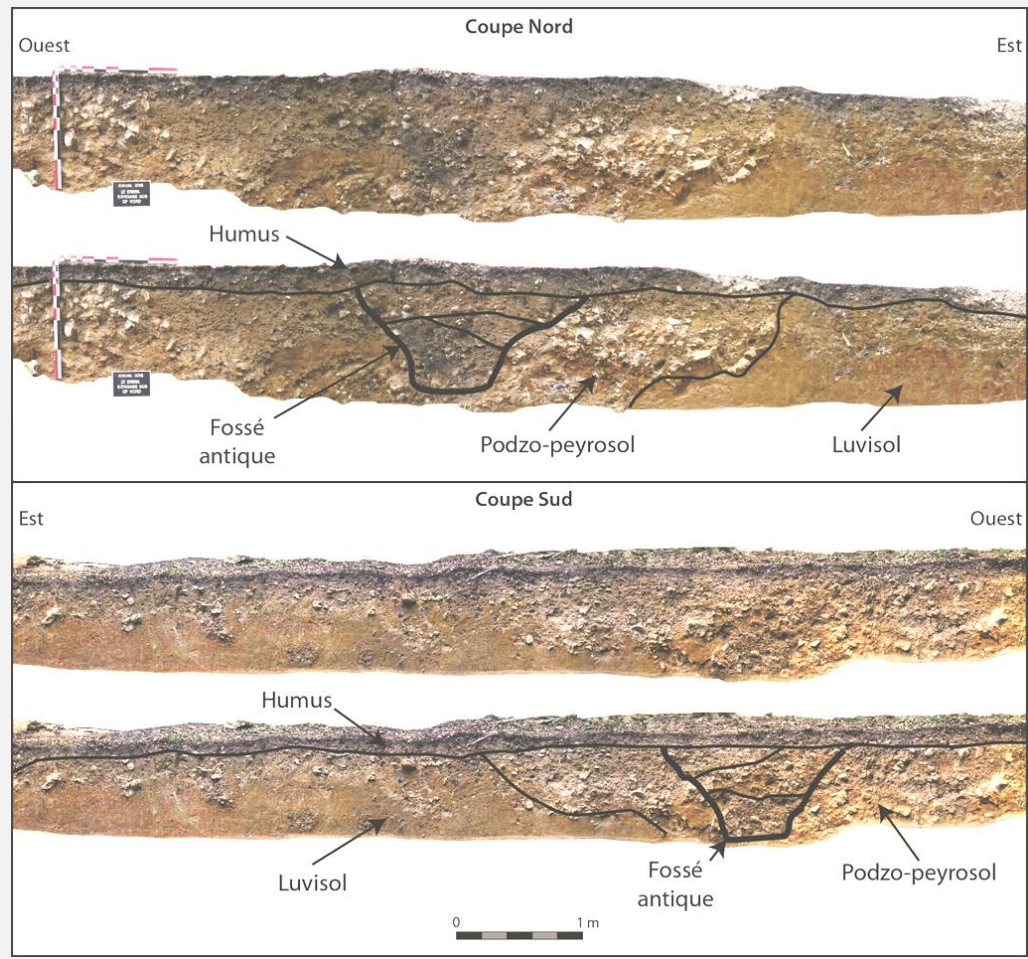 Coupe Nord
Ouest
Est
Humus
Fossé
antique
Podzo-peyrosol
Luvisol
Coupe Sud
Est
Ouest
Humus
Luvisol
Fossé
antique
Podzo-peyrosol
0
1 m